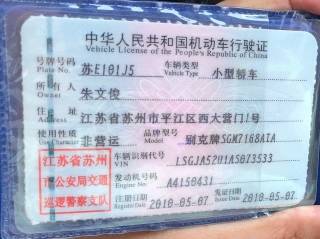 中华人民共和国机动车行驶证
Vehicle License of the People's Republic of China
号牌号码 苏E101J5 车辆类型 小型轿车
Plate No. Vehicle Type
所有人 朱文俊
Owner
住址 江苏省苏州市平江区西大营门1号
Address
使用性质 非营运 品牌型号 别克牌SGM7168ATA
Use Character Model
江苏省苏州
市公安局交通
巡逻警察支队
车辆识别代号 LSGJA52U1AS073533
VIN
发动机号码 A4150431
Engine No.
注册日期 2010-05-07 发证日期 2010-05-07
Register Date Issue Date